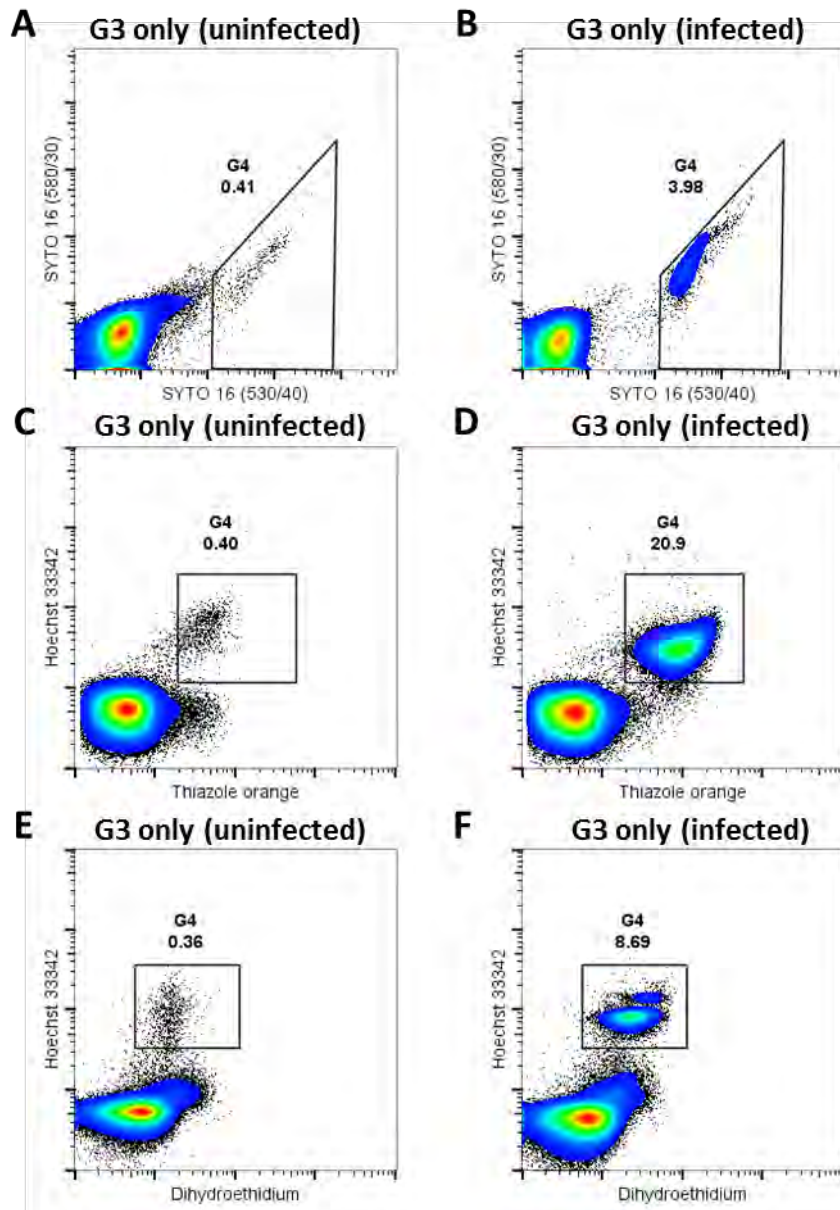 A
G3 only (uninfected)
SYTO 16 (580/30)
G4
0.41
SYTO 16 (530/40)
B
G3 only (infected)
SYTO 16 (580/30)
G4
3.98
SYTO 16 (530/40)
C
G3 only (uninfected)
Hoechst 33342
G4
0.40
Thiazole orange
D
G3 only (infected)
Hoechst 33342
G4
20.9
Thiazole orange
E
G3 only (uninfected)
Hoechst 33342
G4
0.36
Dihydroethidium
F
G3 only (infected)
Hoechst 33342
G4
8.69
Dihydroethidium